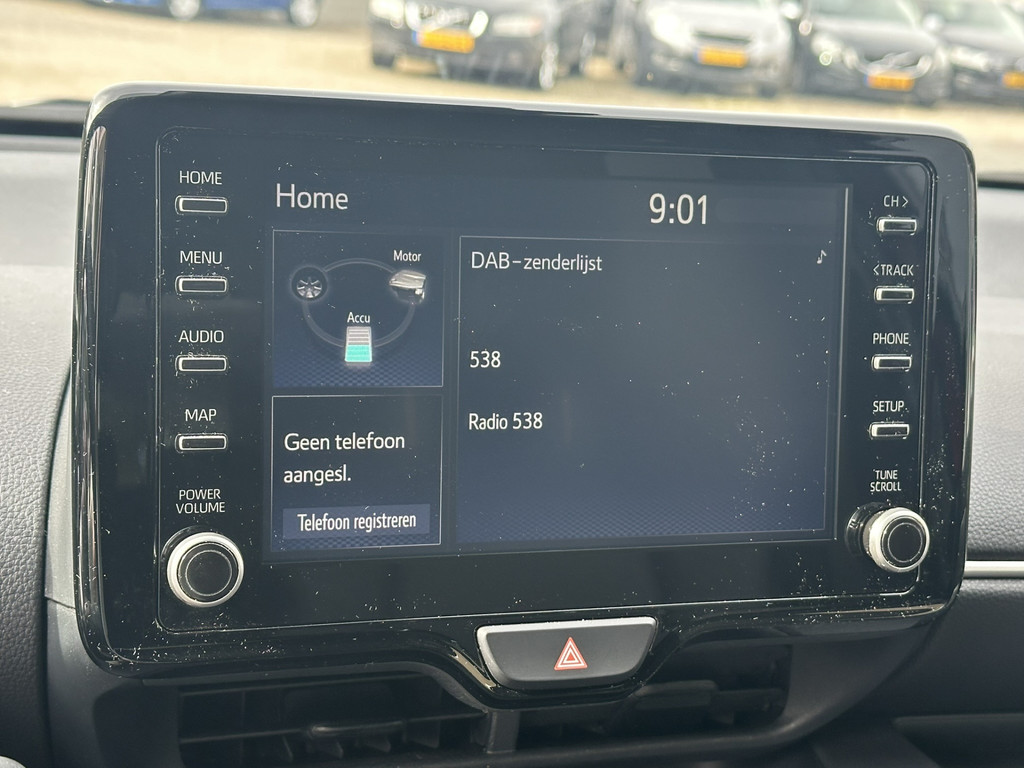 HOME
MENU
AUDIO
MAP
POWER
VOLUME
Home
9:01
Motor
Accu
Geen telefoon
aangesl.
Telefoon registreren
DAB-zenderlijst
538
Radio 538
CH >
<TRACK
PHONE
SETUP
TUNE
SCROLL